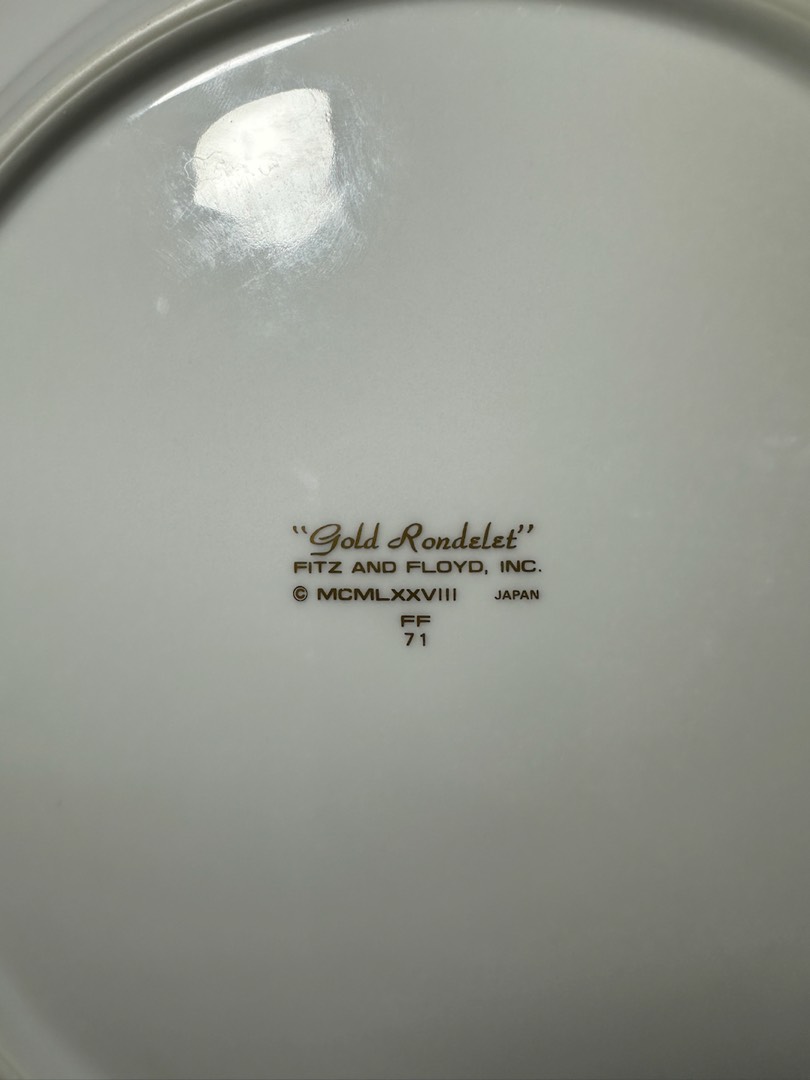 “Gold Rondelet”
FITZ AND FLOYD, INC.
© MCMLXXVIII JAPAN
FF
71